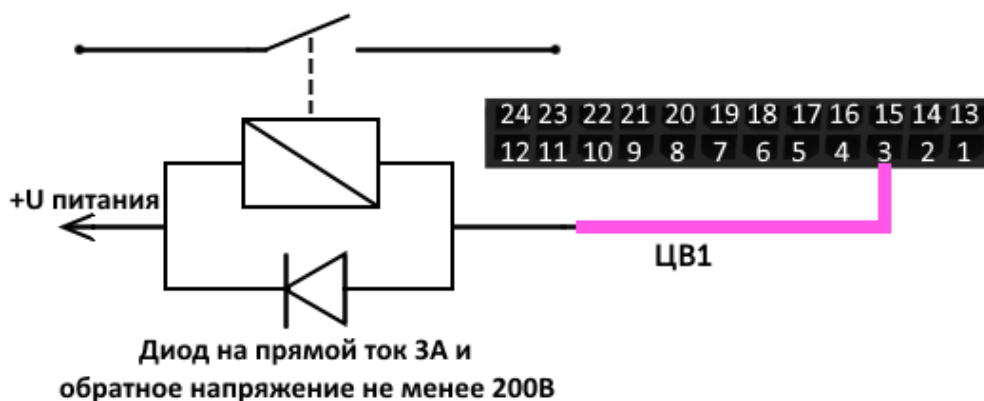 24 23 22 21 20 19 18 17 16 15 14 13
12 11 10 9 8 7 6 5 4 3 2 1
+U питания
ЦВ1
Диод на прямой ток 3А и
обратное напряжение не менее 200В